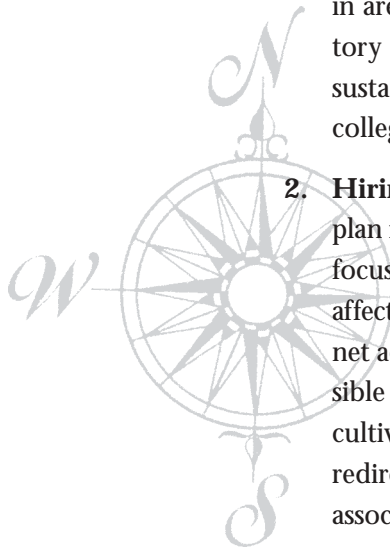 N
in are
tory
susta
colleg
2. Hirin
plan
focus
W
affect
net a
sible
cultiv
redire
S
assoc